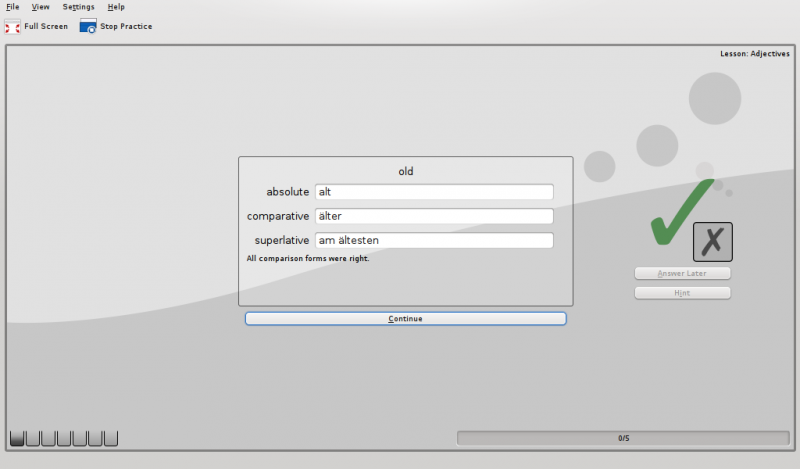 File View Settings Help
Full Screen Stop Practice
Lesson: Adjectives
old
absolute alt
comparative älter
superlative am ältesten
All comparison forms were right.
Answer Later
Hint
Continue
0/5